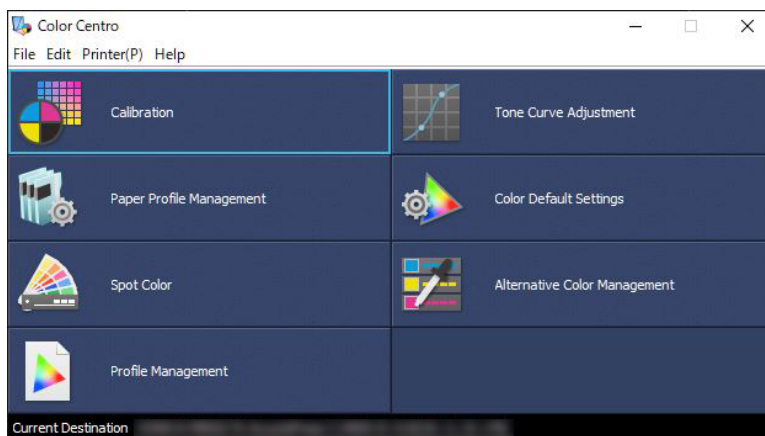 Color Centro
File Edit Printer(P) Help
Calibration
Tone Curve Adjustment
Paper Profile Management
Color Default Settings
Spot Color
Alternative Color Management
Profile Management
Current Destination